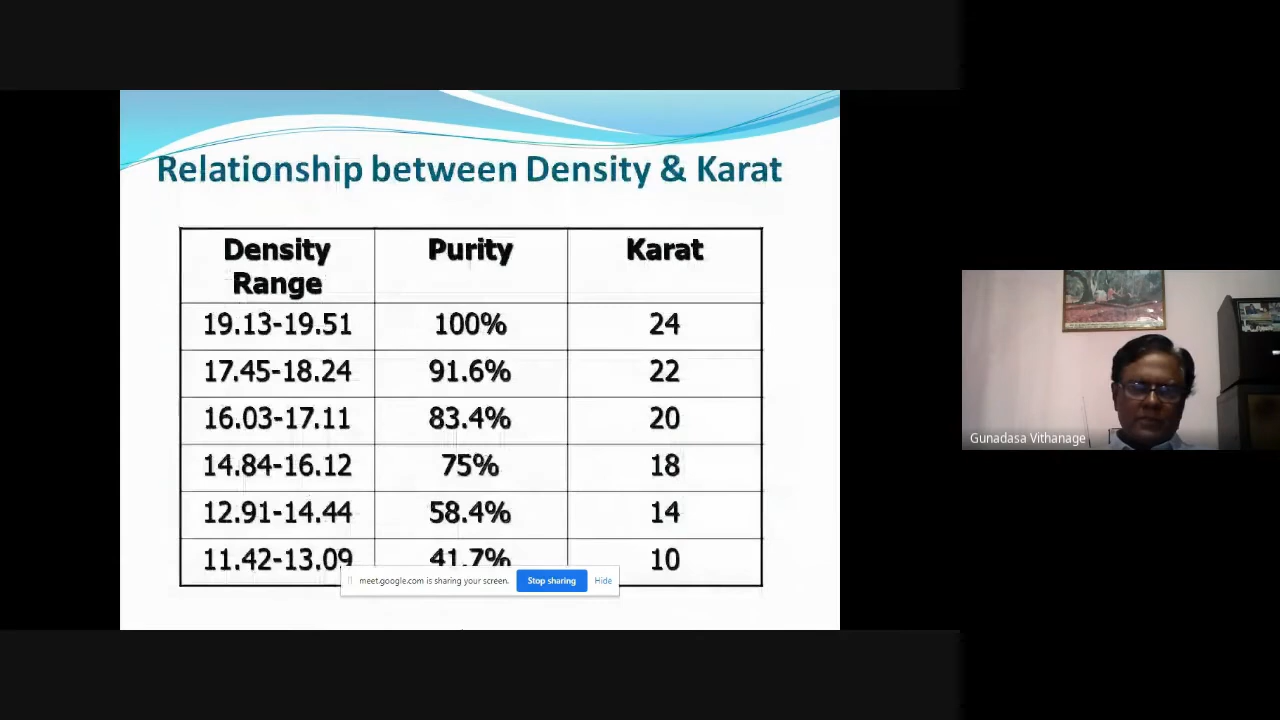 Relationship between Density & Karat
Density Range Purity Karat
19.13-19.51 100% 24
17.45-18.24 91.6% 22
16.03-17.11 83.4% 20
14.84-16.12 75% 18
12.91-14.44 58.4% 14
11.42-13.09 41.7% 10
meet.google.com is sharing your screen. Stop sharing Hide
Gunadasa Vithanage